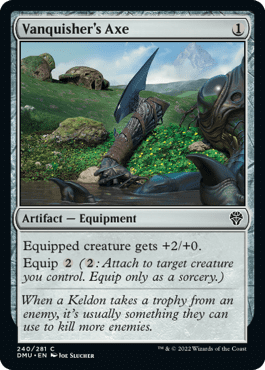 Vanquisher's Axe 1
Artifact — Equipment
Equipped creature gets +2/+0.
Equip 2 (2: Attach to target creature
you control. Equip only as a sorcery.)
When a Keldon takes a trophy from an
enemy, it's usually something they can
use to kill more enemies.
240/281 C
DMU • EN Joe Slucher
™ & © 2022 Wizards of the Coast